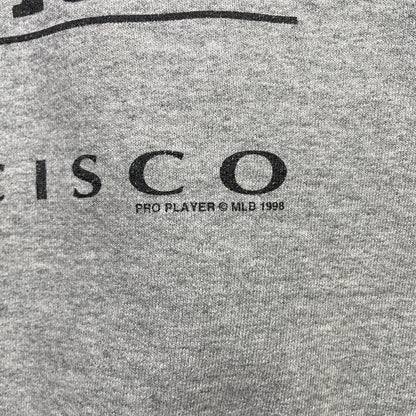 CISCO
PRO PLAYER © MLB 1998